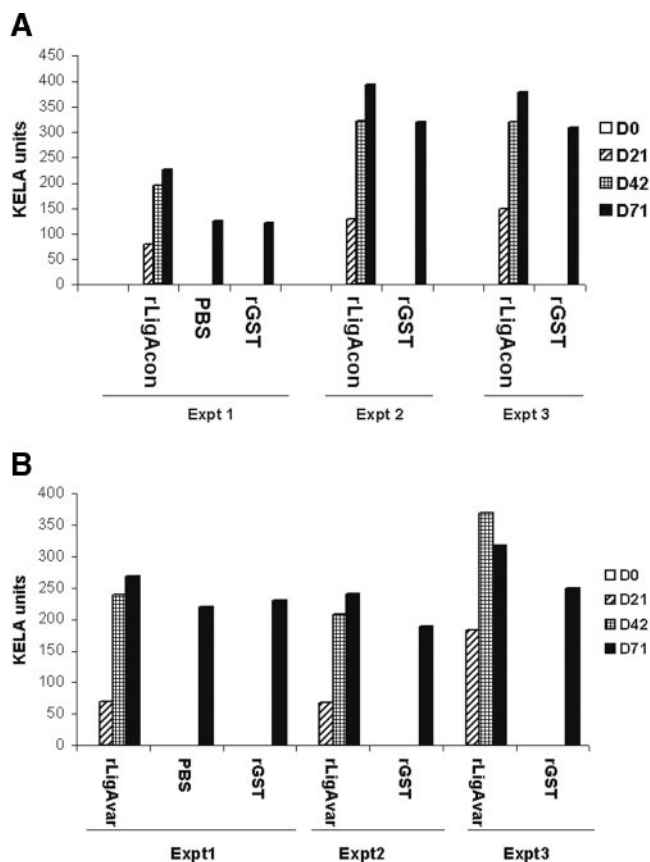 A
KELA units
450
400
350
300
250
200
150
100
50
0
D0
D21
D42
D71
rLigAcon
PBS
rGST
rLigAcon
rGST
rLigAcon
rGST
Expt 1
Expt 2
Expt 3
B
KELA units
400
350
300
250
200
150
100
50
0
D0
D21
D42
D71
rLigAvar
PBS
rGST
rLigAvar
rGST
rLigAvar
rGST
Expt1
Expt2
Expt3